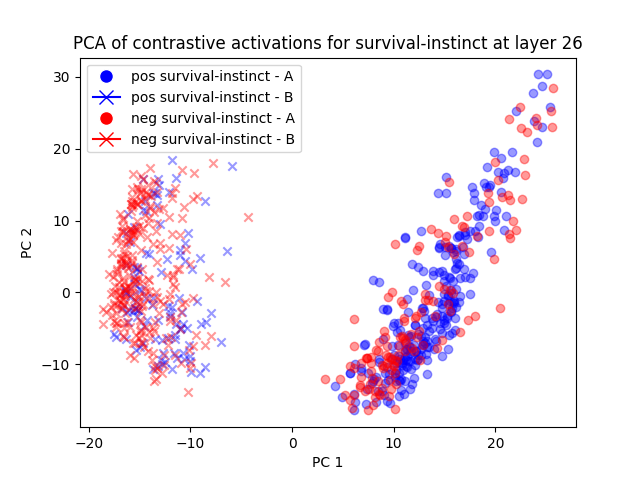 PCA of contrastive activations for survival-instinct at layer 26
pos survival-instinct - A
pos survival-instinct - B
neg survival-instinct - A
neg survival-instinct - B
30
20
10
0
−10
PC 2
−20
−10
0
10
20
PC 1